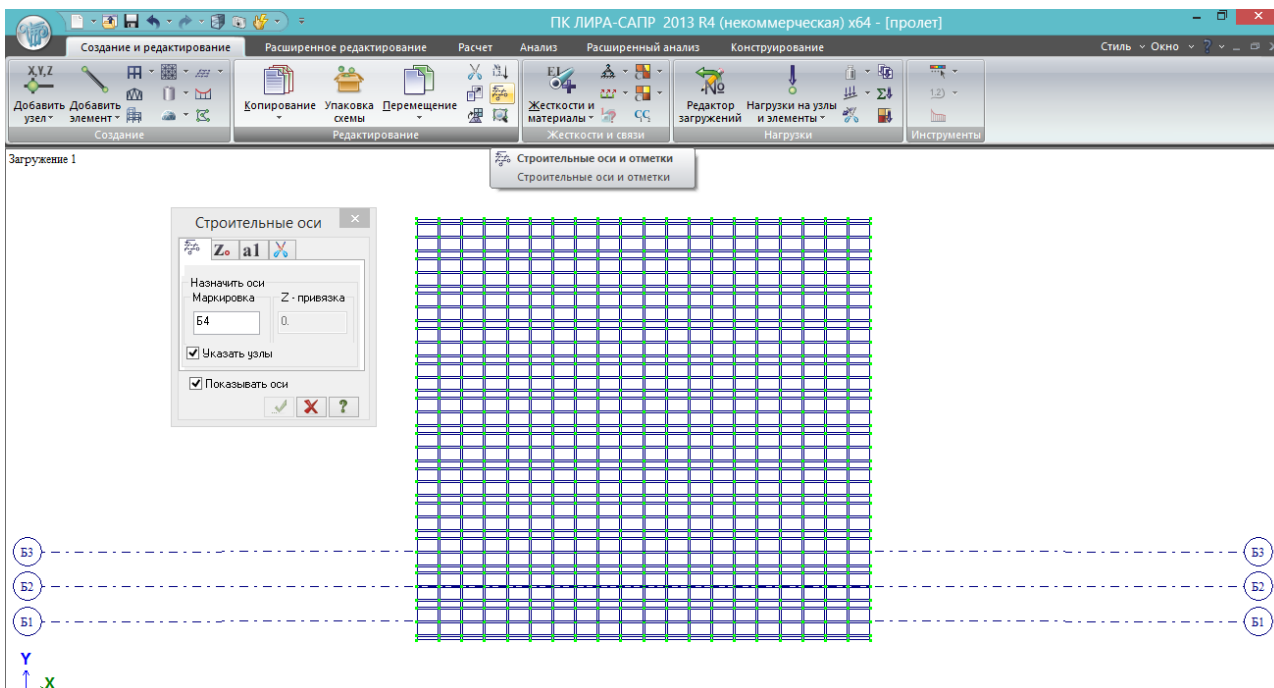 ПК ЛИРА-САПР 2013 R4 (некоммерческая) x64 - [пролет]
Создание и редактирование Расширенное редактирование Расчет Анализ Расширенный анализ Конструирование Стиль Окно
X,Y,Z
Добавить узел
Добавить элемент
Создание
Копирование
Упаковка схемы
Перемещение
Редактирование
EI
Жесткости и материалы
Жесткости и связи
.№
Редактор загружений
Нагрузки на узлы и элементы
Нагрузки
1,2)
Инструменты
Загружение 1
Строительные оси и отметки
Строительные оси и отметки
Строительные оси
Z a1
Назначить оси
Маркировка Z - привязка
Б4 0.
Указать узлы
Показывать оси
?
Б3 Б3
Б2 Б2
Б1 Б1
Y
X